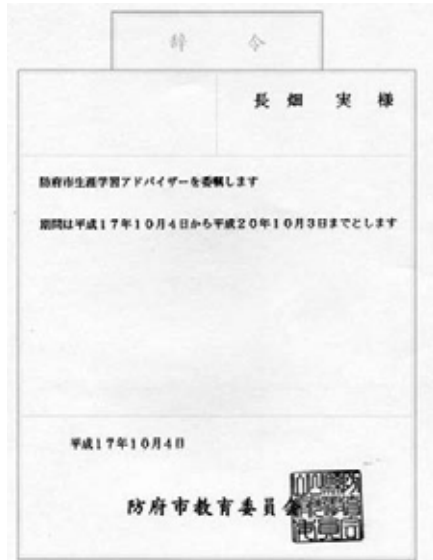 辞 令
長 畑 実 様
防府市生涯学習アドバイザーを委嘱します
期間は平成17年10月4日から平成20年10月3日までとします
平成17年10月4日
防府市教育委員会